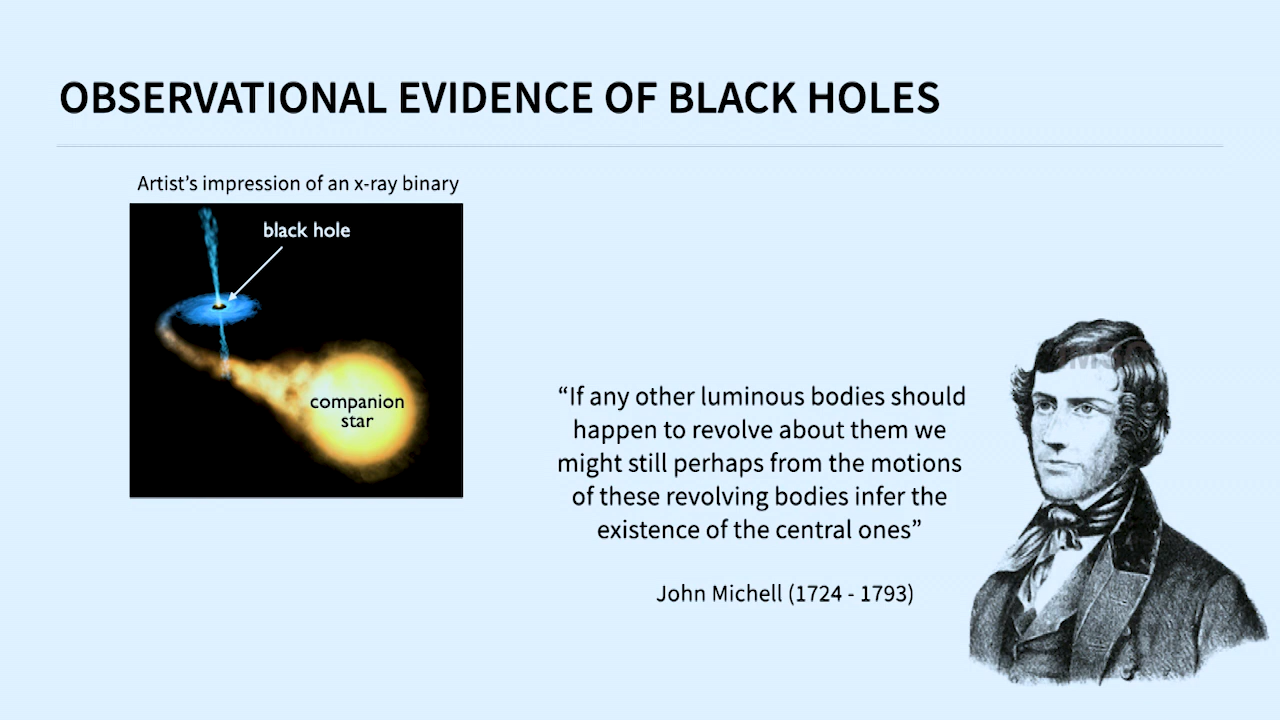 OBSERVATIONAL EVIDENCE OF BLACK HOLES
Artist’s impression of an x-ray binary
black hole
companion
star
“If any other luminous bodies should
happen to revolve about them we
might still perhaps from the motions
of these revolving bodies infer the
existence of the central ones”
John Michell (1724 - 1793)